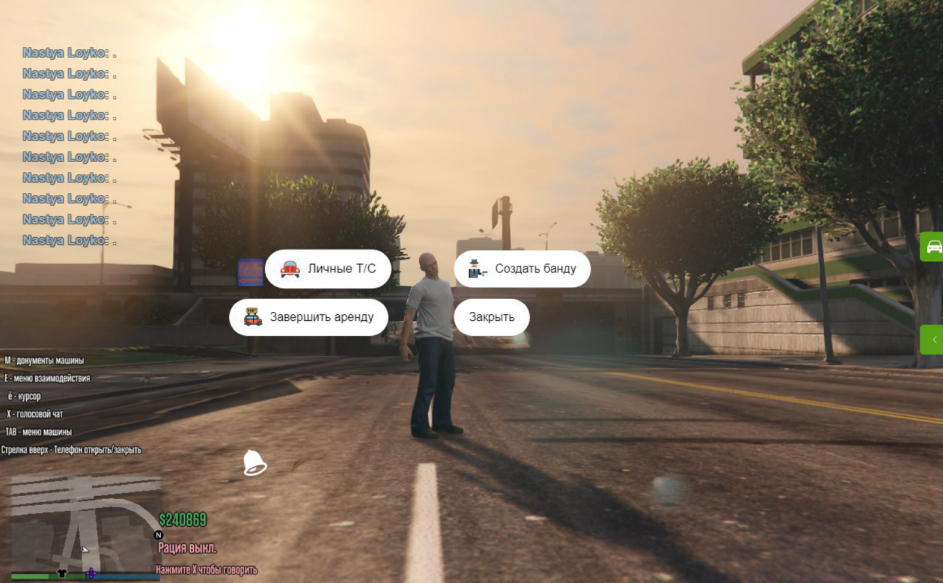 Nastya Loyko: .
Nastya Loyko: .
Nastya Loyko: .
Nastya Loyko: .
Nastya Loyko: .
Nastya Loyko: .
Nastya Loyko: .
Nastya Loyko: .
Nastya Loyko: .
Nastya Loyko: .
Личные Т/С
Создать банду
Завершить аренду
Закрыть
M - документы машины
E - меню взаимодействия
ё - курсор
X - голосовой чат
TAB - меню машины
Стрелка вверх - Телефон открыть/закрыть
$240869
N
Рация выкл.
Нажмите X чтобы говорить